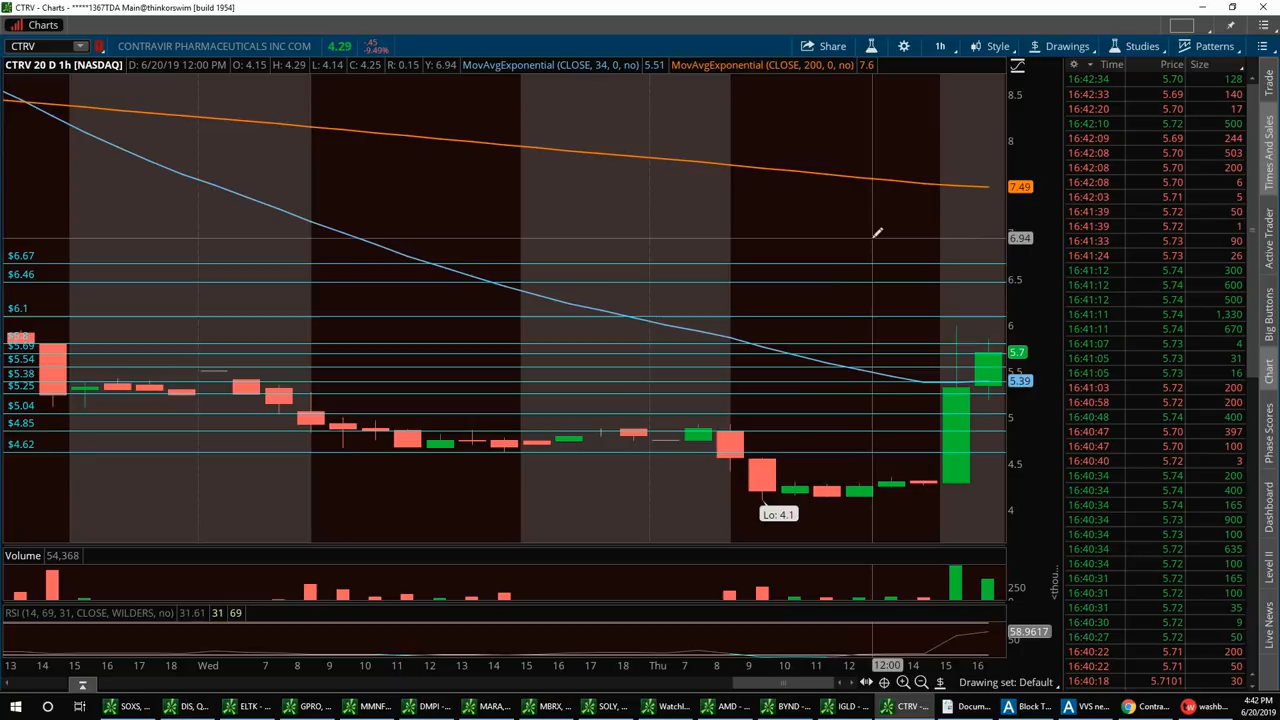 CTRV - Charts - *****1367TDA Main@thinkorswim [build 1954]
Charts
CTRV CONTRAVIR PHARMACEUTICALS INC COM 4.29 -.45 -9.49% Share 1h Style Drawings Studies Patterns
CTRV 20 D 1h [NASDAQ] D: 6/20/19 12:00 PM O: 4.15 H: 4.29 L: 4.14 C: 4.25 R: 0.15 Y: 6.94 MovAvgExponential (CLOSE, 34, 0, no) 5.51 MovAvgExponential (CLOSE, 200, 0, no) 7.6
8.5
8
7.49
6.94
6.5
6
5.7
5.5
5.39
5
4.5
4
$6.67
$6.46
$6.1
$5.69
$5.54
$5.38
$5.25
$5.04
$4.85
$4.62
Lo: 4.1
Volume 54,368
250
<thou...
RSI (14, 69, 31, CLOSE, WILDERS, no) 31.61 31 69
58.9617
50
13 14 15 16 17 18 Wed 7 8 9 10 11 12 13 14 15 16 17 18 Thu 7 8 9 10 11 12 12:00 13 14 15 16
Drawing set: Default
Time Price Size
16:42:34 5.70 128
16:42:33 5.69 140
16:42:20 5.70 17
16:42:10 5.72 500
16:42:09 5.69 244
16:42:08 5.70 503
16:42:08 5.70 200
16:42:08 5.70 6
16:42:03 5.71 5
16:41:39 5.72 50
16:41:39 5.72 1
16:41:33 5.73 90
16:41:24 5.73 26
16:41:12 5.74 300
16:41:12 5.74 600
16:41:11 5.74 1,330
16:41:11 5.74 670
16:41:07 5.73 4
16:41:05 5.73 31
16:41:05 5.73 16
16:41:03 5.72 200
16:40:58 5.72 200
16:40:48 5.74 400
16:40:47 5.70 397
16:40:47 5.70 100
16:40:40 5.72 3
16:40:34 5.74 200
16:40:34 5.74 400
16:40:34 5.74 165
16:40:34 5.73 900
16:40:34 5.73 100
16:40:34 5.72 635
16:40:34 5.72 100
16:40:31 5.72 165
16:40:31 5.72 100
16:40:31 5.72 35
16:40:30 5.72 9
16:40:27 5.72 50
16:40:22 5.71 200
16:40:22 5.71 50
16:40:18 5.7101 30
Trade
Times And Sales
Active Trader
Big Buttons
Chart
Phase Scores
Dashboard
Level II
Live News
SOXS, ... DIS, Q... ELTK -... GPRO, ... MMNF... DMPI -... MARA,... MBRX,... SOLY, ... Watchl... AMD - ... BYND -... IGLD -... CTRV -... Docum... Block T... VVS ne... Contra... washb...
4:42 PM
6/20/2019